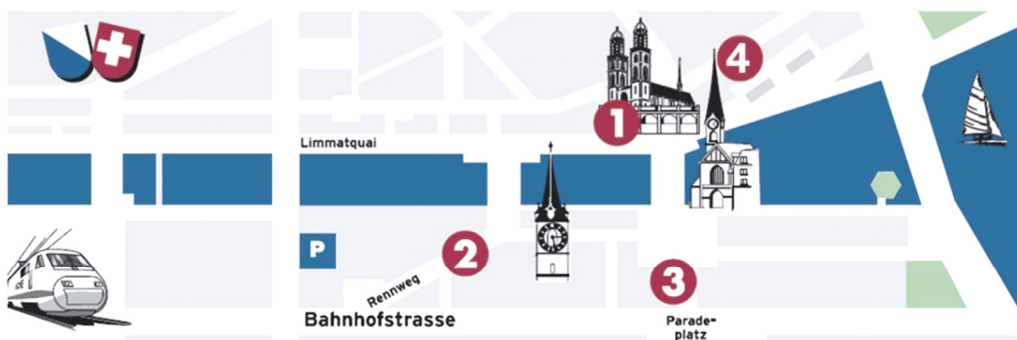 4
1
Limmatquai
P
2
3
Rennweg
Bahnhofstrasse
Parade-
platz